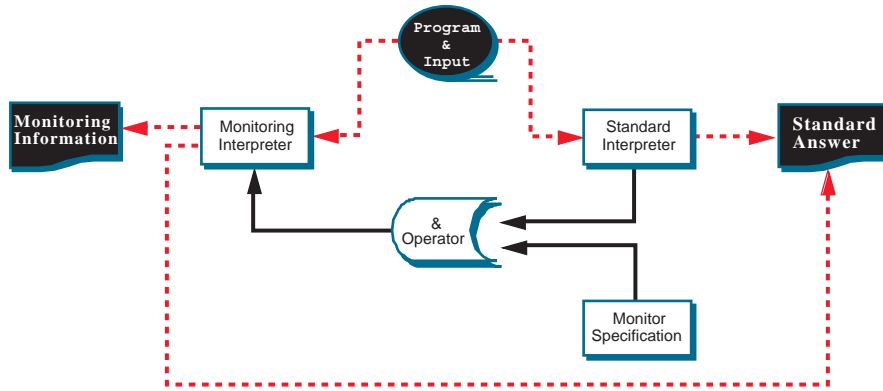 Program
&
Input
Monitoring
Information
Monitoring
Interpreter
Standard
Interpreter
Standard
Answer
&
Operator
Monitor
Specification